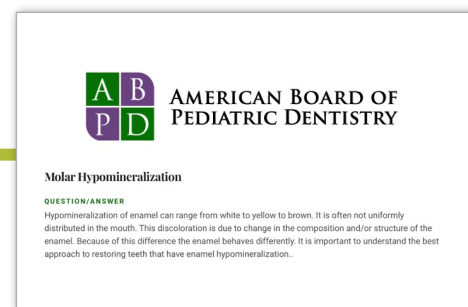 A B
P D
AMERICAN BOARD OF
PEDIATRIC DENTISTRY
Molar Hypomineralization
QUESTION/ANSWER
Hypomineralization of enamel can range from white to yellow to brown. It is often not uniformly
distributed in the mouth. This discoloration is due to change in the composition and/or structure of the
enamel. Because of this difference the enamel behaves differently. It is important to understand the best
approach to restoring teeth that have enamel hypomineralization..